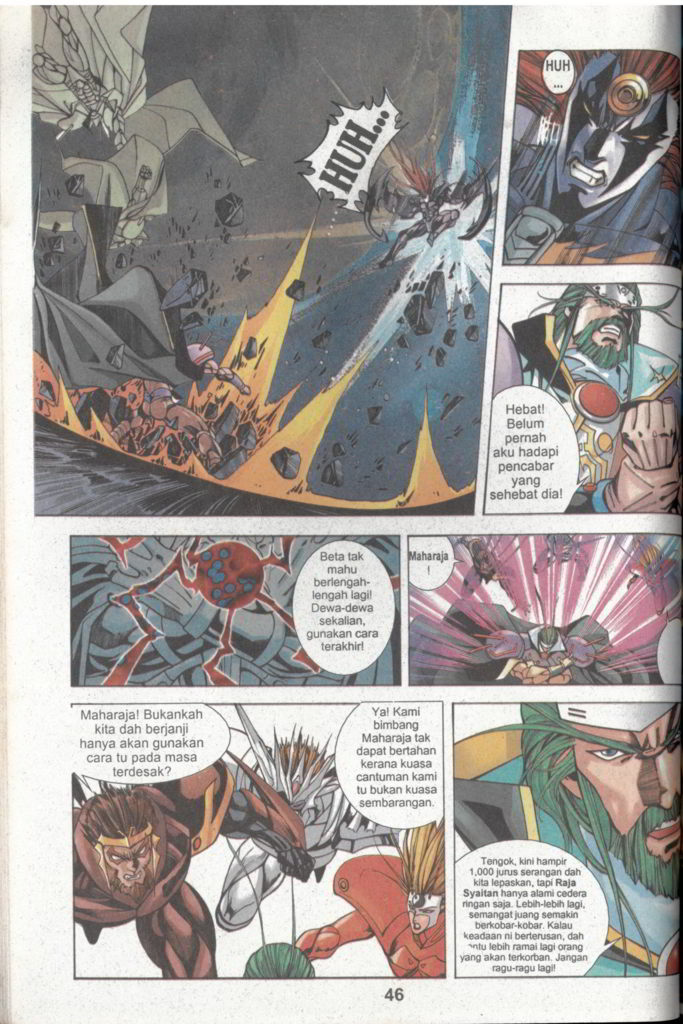 HUH...
HUH
...
Hebat!
Belum
pernah
aku hadapi
pencabar
yang
sehebat dia!
Beta tak
mahu
berlengah-
lengah lagi!
Dewa-dewa
sekalian,
gunakan cara
terakhir!
Maharaja
!
Maharaja! Bukankah
kita dah berjanji
hanya akan gunakan
cara tu pada masa
terdesak?
Ya! Kami
bimbang
Maharaja tak
dapat bertahan
kerana kuasa
cantuman kami
tu bukan kuasa
sembarangan.
Tengok, kini hampir
1,000 jurus serangan dah
kita lepaskan, tapi Raja
Syaitan hanya alami cedera
ringan saja. Lebih-lebih lagi,
semangat juang semakin
berkobar-kobar. Kalau
keadaan ni berterusan, dah
lebih ramai lagi orang
yang akan terkorban. Jangan
ragu-ragu lagi!
46